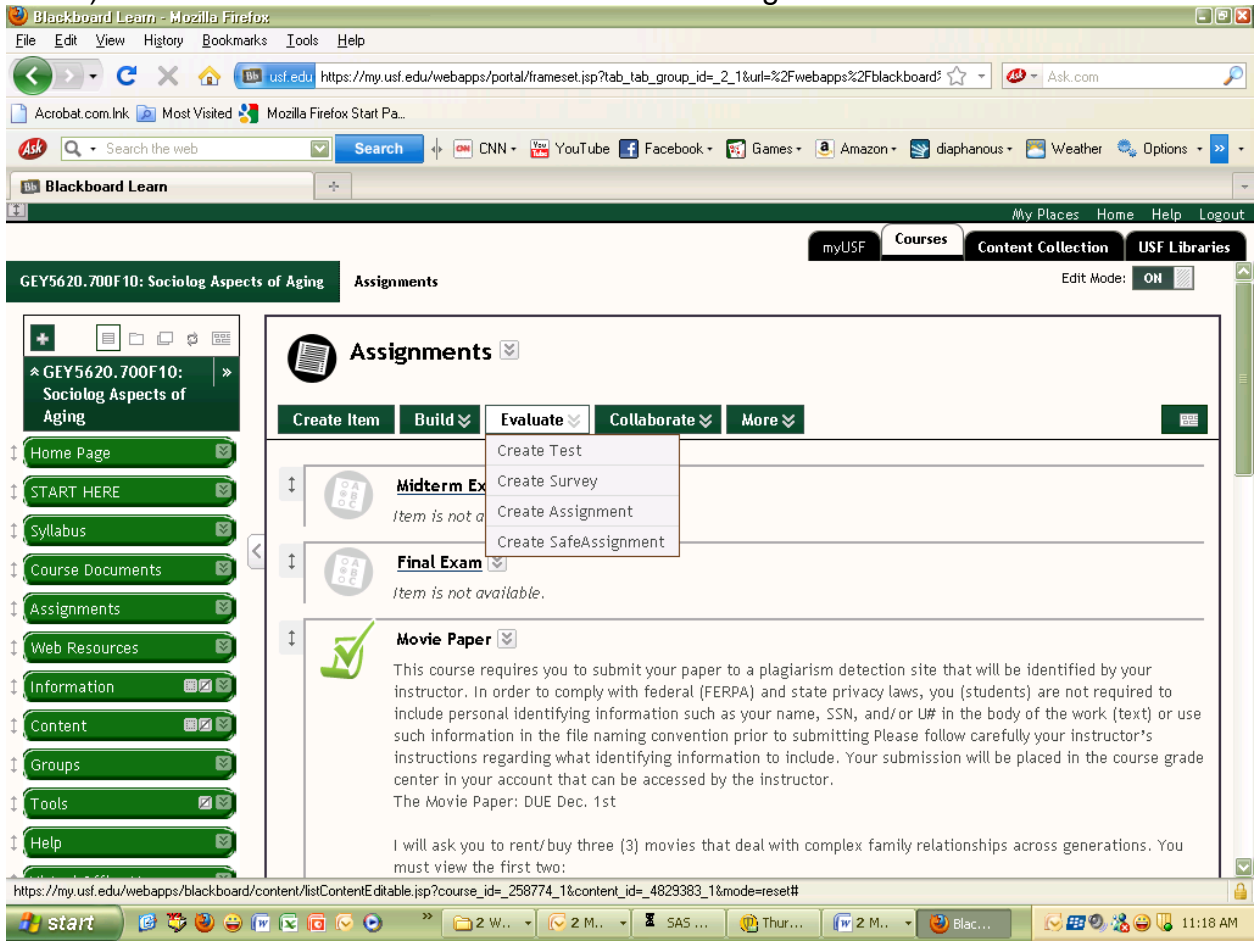 Blackboard Learn - Mozilla Firefox
File Edit View History Bookmarks Tools Help
usf.edu https://my.usf.edu/webapps/portal/frameset.jsp?tab_tab_group_id=_2_1&url=%2Fwebapps%2Fblackboard% Ask.com
Acrobat.com.lnk Most Visited Mozilla Firefox Start Pa...
Ask Search the web Search CNN YouTube Facebook Games Amazon diaphanous Weather Options »
Bb Blackboard Learn
My Places Home Help Logout
myUSF Courses Content Collection USF Libraries
GEY5620.700F10: Sociolog Aspects of Aging Assignments Edit Mode: ON
GEY5620.700F10: Sociolog Aspects of Aging
Home Page
START HERE
Syllabus
Course Documents
Assignments
Web Resources
Information
Content
Groups
Tools
Help
Assignments
Create Item Build Evaluate Collaborate More
Create Test
Create Survey
Create Assignment
Create SafeAssignment
Midterm Ex
Item is not a
Final Exam
Item is not available.
Movie Paper
This course requires you to submit your paper to a plagiarism detection site that will be identified by your
instructor. In order to comply with federal (FERPA) and state privacy laws, you (students) are not required to
include personal identifying information such as your name, SSN, and/or U# in the body of the work (text) or use
such information in the file naming convention prior to submitting Please follow carefully your instructor's
instructions regarding what identifying information to include. Your submission will be placed in the course grade
center in your account that can be accessed by the instructor.
The Movie Paper: DUE Dec. 1st
I will ask you to rent/buy three (3) movies that deal with complex family relationships across generations. You
must view the first two:
https://my.usf.edu/webapps/blackboard/content/listContentEditable.jsp?course_id=_258774_1&content_id=_4829383_1&mode=reset#
start » 2 W... 2 M... SAS ... Thur... 2 M... Blac... 11:18 AM